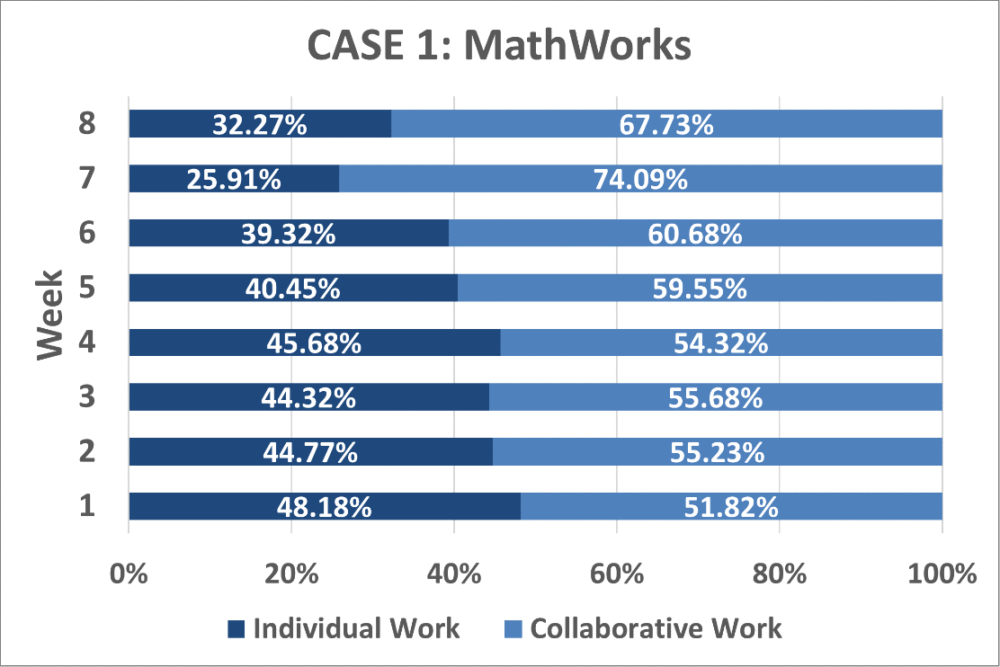 CASE 1: MathWorks
Week
8 32.27% 67.73%
7 25.91% 74.09%
6 39.32% 60.68%
5 40.45% 59.55%
4 45.68% 54.32%
3 44.32% 55.68%
2 44.77% 55.23%
1 48.18% 51.82%
0% 20% 40% 60% 80% 100%
Individual Work Collaborative Work